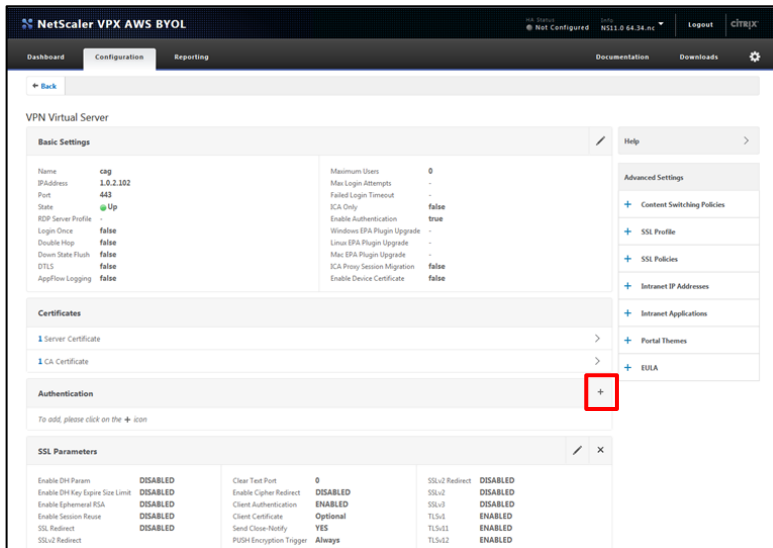 NetScaler VPX AWS BYOL
HA Status
Not Configured
Info
NS11.0 64.34.nc
Logout
CITRIX
Dashboard Configuration Reporting
Documentation Downloads
Back
VPN Virtual Server
Basic Settings
Name cag
IPAddress 1.0.2.102
Port 443
State Up
RDP Server Profile -
Login Once false
Double Hop false
Down State Flush false
DTLS false
AppFlow Logging false
Maximum Users 0
Max Login Attempts -
Failed Login Timeout -
ICA Only false
Enable Authentication true
Windows EPA Plugin Upgrade -
Linux EPA Plugin Upgrade -
Mac EPA Plugin Upgrade -
ICA Proxy Session Migration false
Enable Device Certificate false
Certificates
1 Server Certificate
1 CA Certificate
Authentication +
To add, please click on the + icon
SSL Parameters ×
Enable DH Param DISABLED
Enable DH Key Expire Size Limit DISABLED
Enable Ephemeral RSA DISABLED
Enable Session Reuse DISABLED
SSL Redirect DISABLED
SSLv2 Redirect
Clear Text Port 0
Enable Cipher Redirect DISABLED
Client Authentication ENABLED
Client Certificate Optional
Send Close-Notify YES
PUSH Encryption Trigger Always
SSLv2 Redirect DISABLED
SSLv2 DISABLED
SSLv3 DISABLED
TLSv1 ENABLED
TLSv11 ENABLED
TLSv12 ENABLED
Help
Advanced Settings
+ Content Switching Policies
+ SSL Profile
+ SSL Policies
+ Intranet IP Addresses
+ Intranet Applications
+ Portal Themes
+ EULA